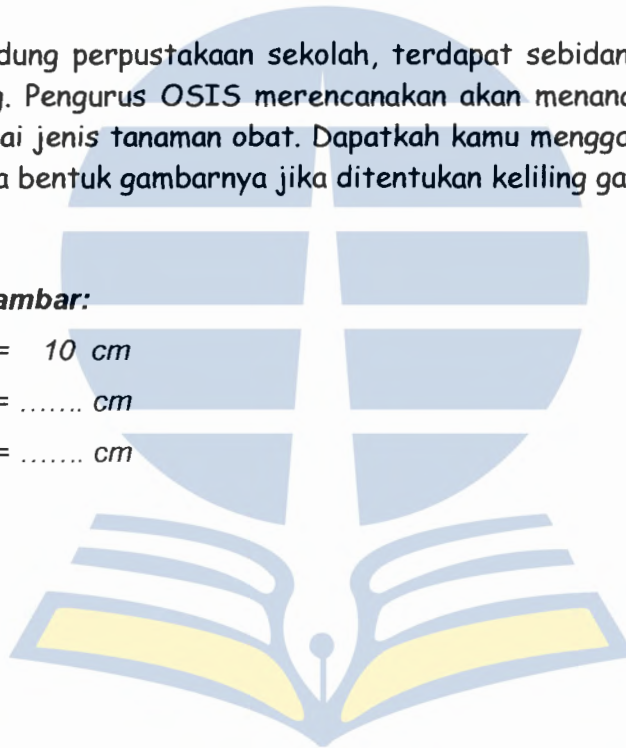 dung perpustakaan sekolah, terdapat sebidan
g. Pengurus OSIS merencanakan akan menana
ai jenis tanaman obat. Dapatkah kamu mengga
a bentuk gambarnya jika ditentukan keliling ga
ambar:
= 10 cm
= ....... cm
= ....... cm